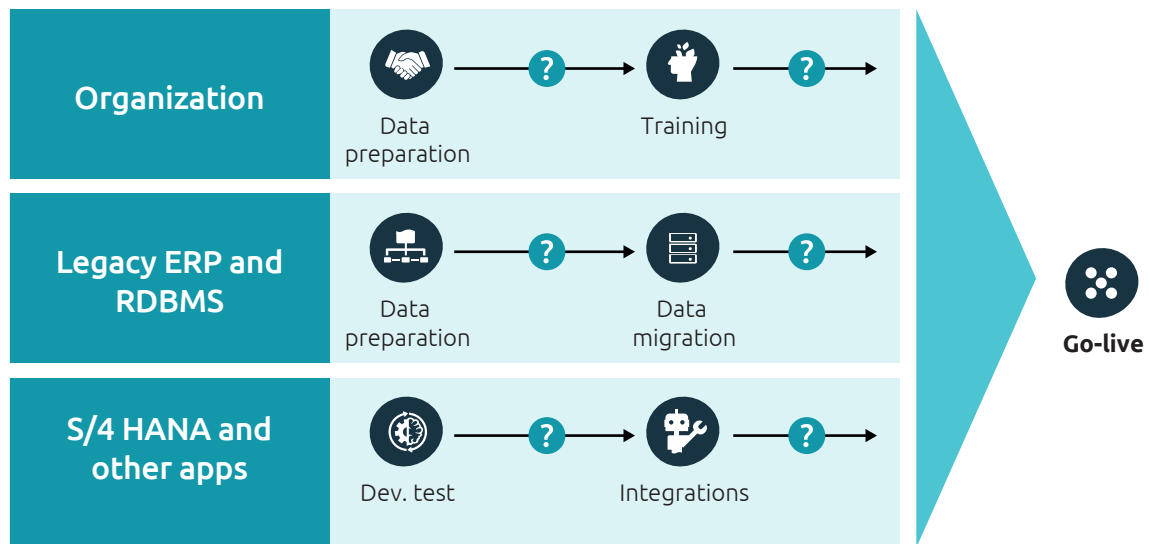 Organization
Data
preparation
?
Training
?
Legacy ERP and
RDBMS
Data
preparation
?
Data
migration
?
S/4 HANA and
other apps
Dev. test
?
Integrations
?
Go-live